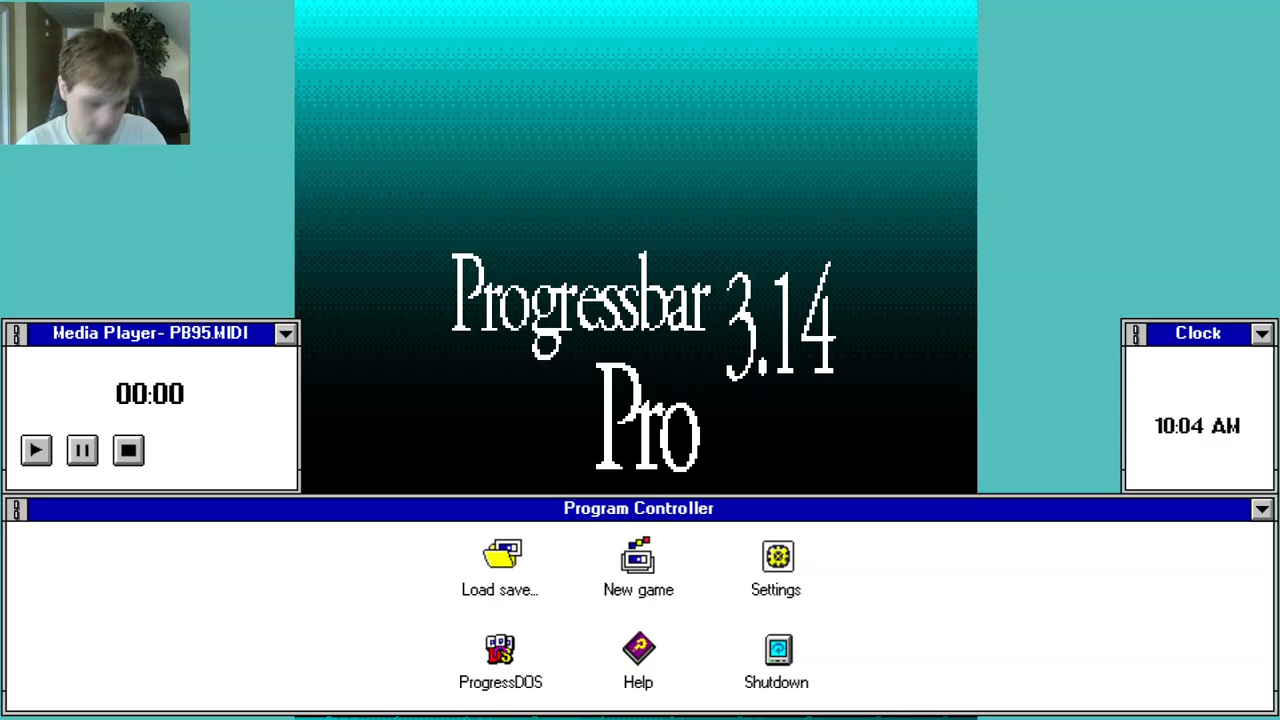 Progressbar 3.14
Pro
Media Player- PB95.MIDI
00:00
Clock
10:04 AM
Program Controller
Load save...
New game
Settings
ProgressDOS
Help
Shutdown